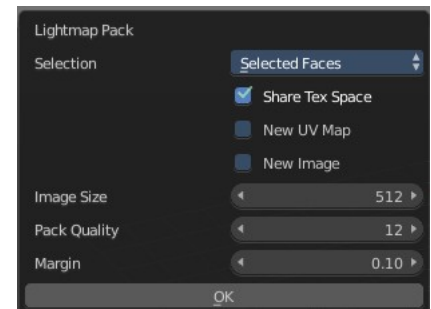 Lightmap Pack
Selection Selected Faces
Share Tex Space
New UV Map
New Image
Image Size 512
Pack Quality 12
Margin 0.10
OK